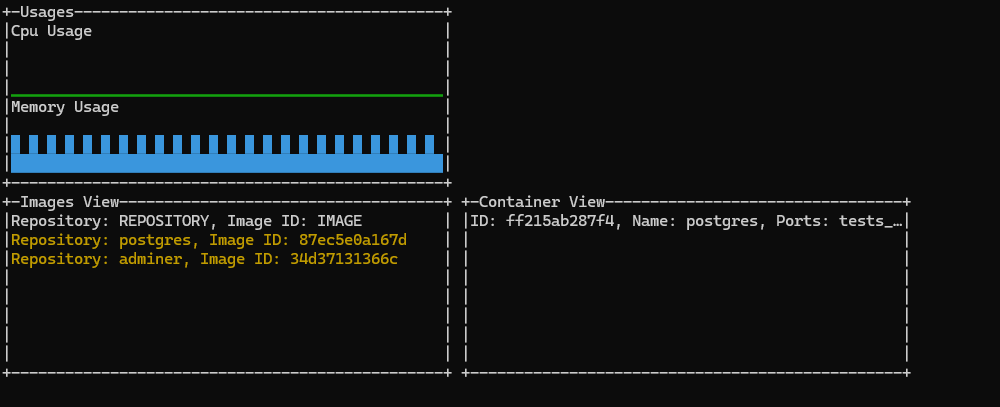 Usages
Cpu Usage
Memory Usage
Images View
Repository: REPOSITORY, Image ID: IMAGE
Repository: postgres, Image ID: 87ec5e0a167d
Repository: adminer, Image ID: 34d37131366c
Container View
ID: ff215ab287f4, Name: postgres, Ports: tests_…